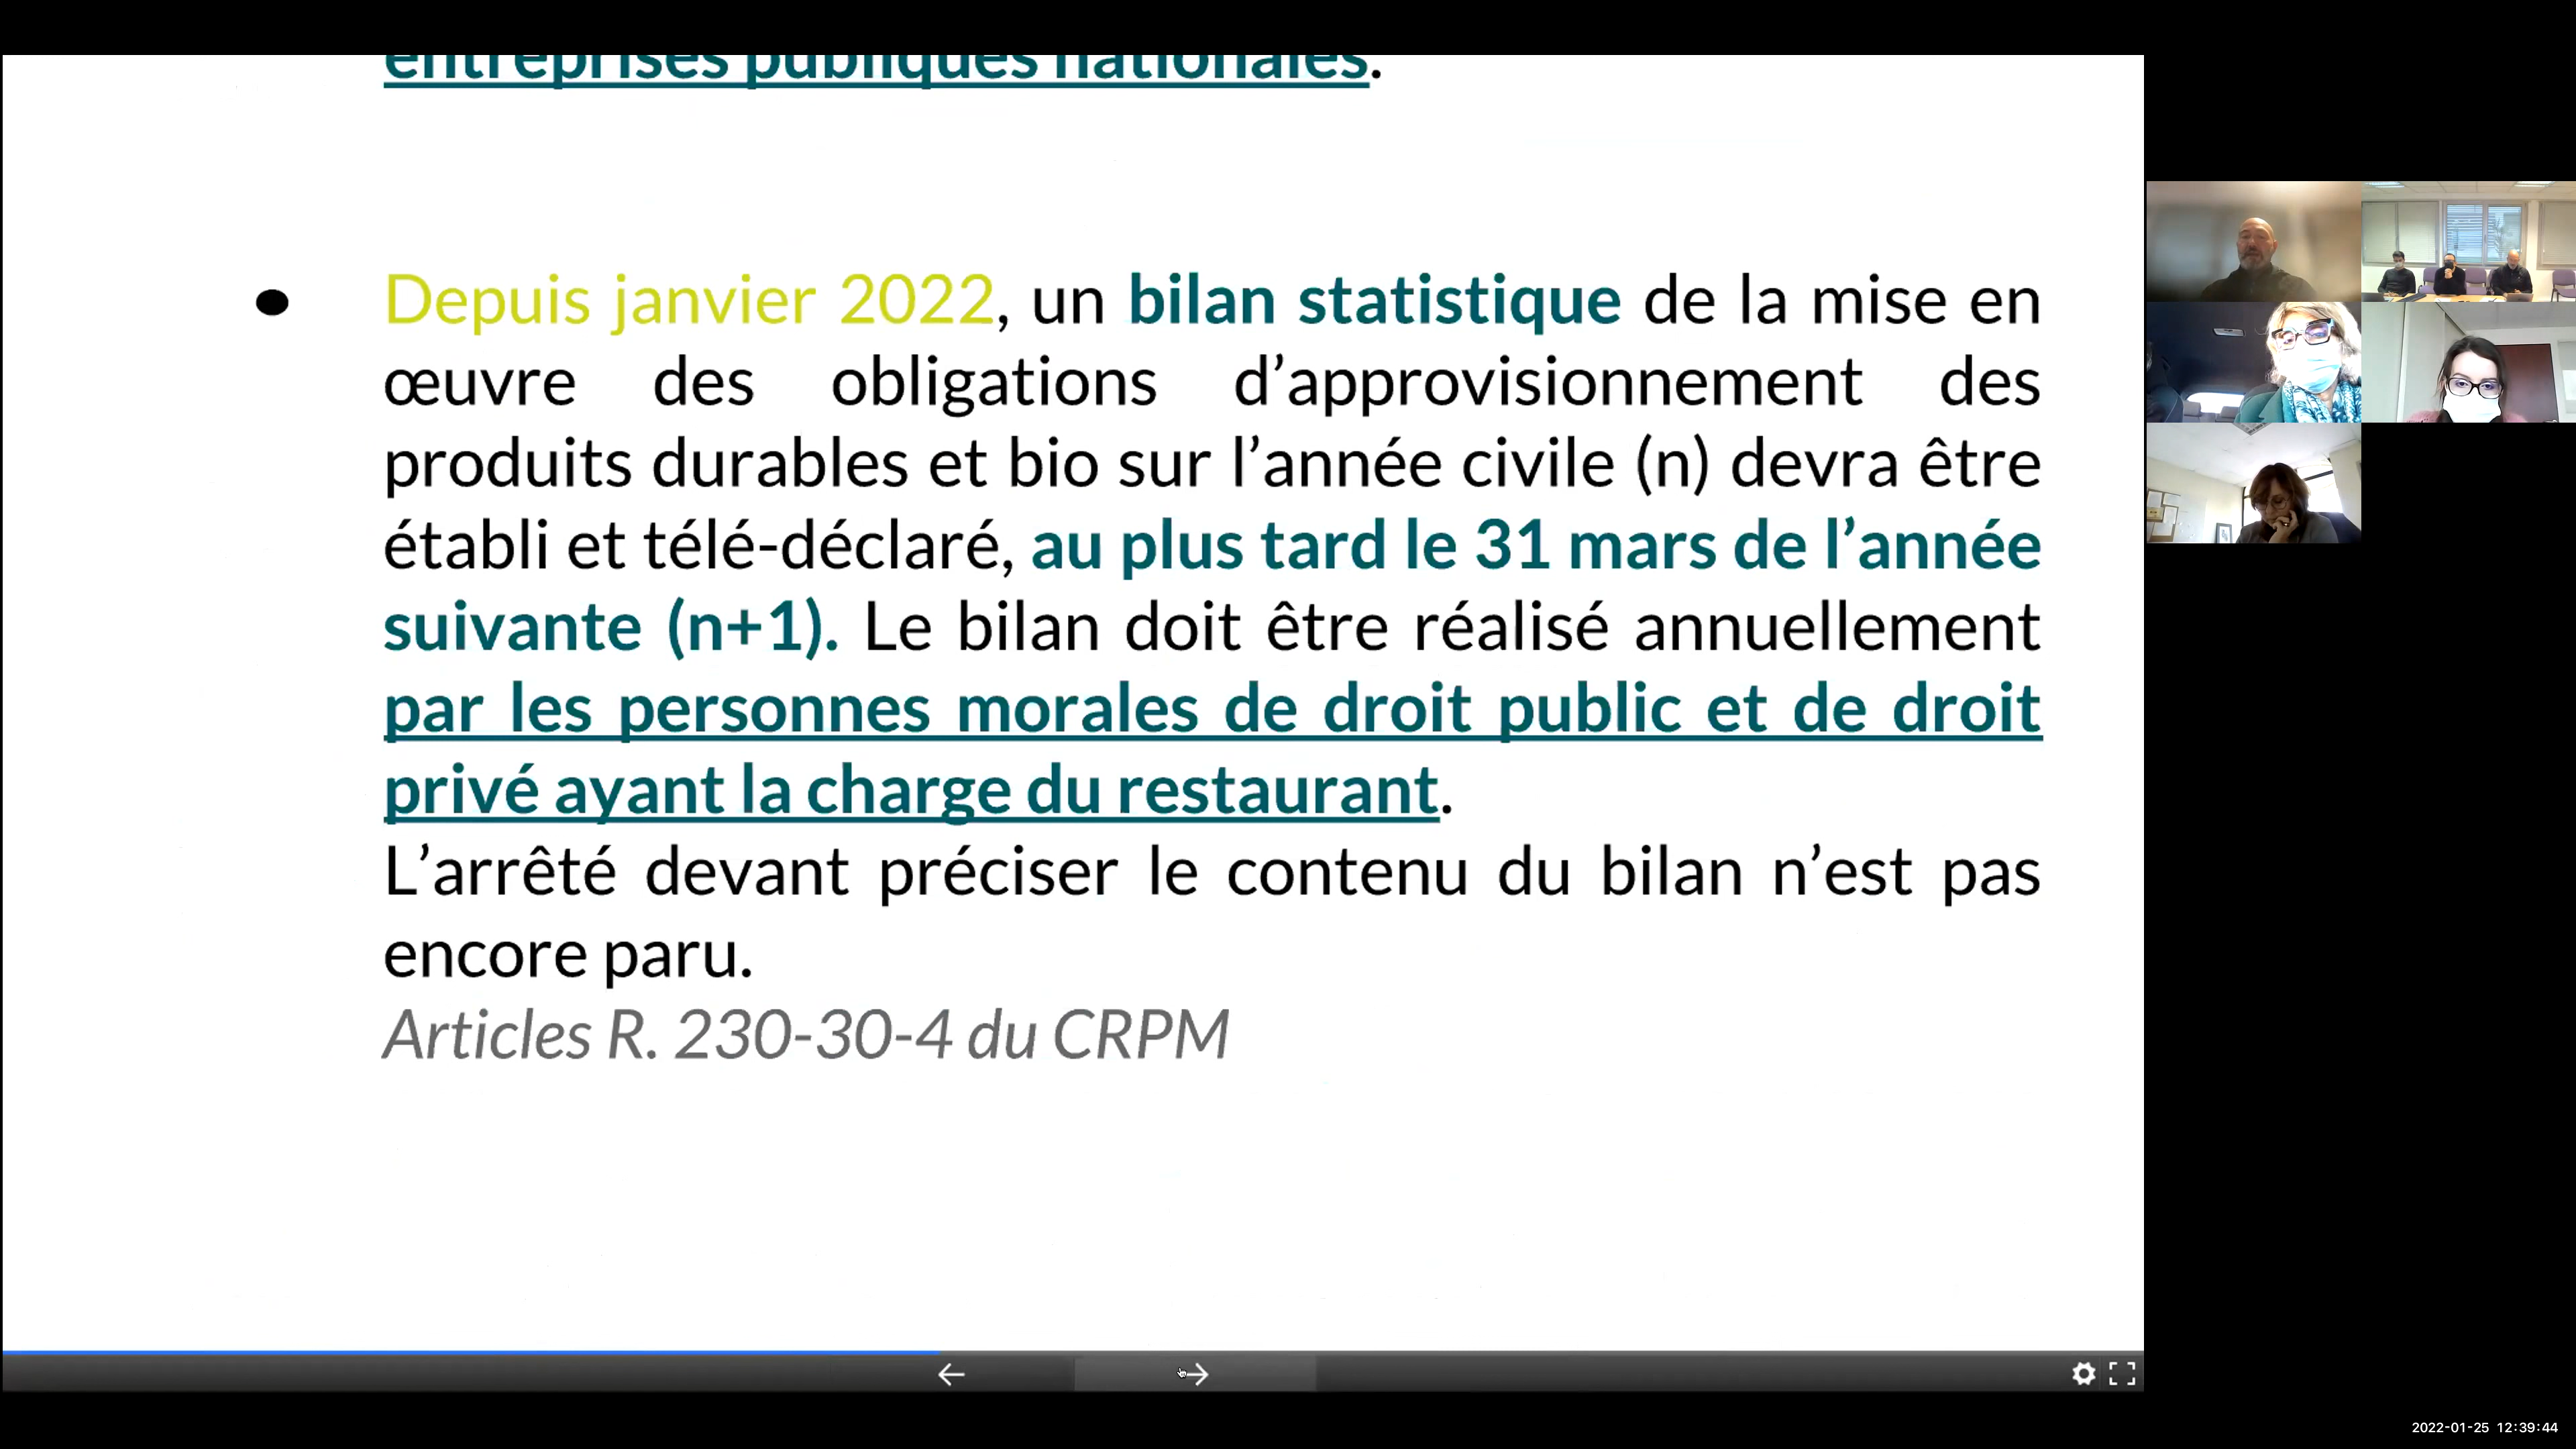 entreprises publiques nationales.
• Depuis janvier 2022, un bilan statistique de la mise en
œuvre des obligations d’approvisionnement des
produits durables et bio sur l’année civile (n) devra être
établi et télé-déclaré, au plus tard le 31 mars de l’année
suivante (n+1). Le bilan doit être réalisé annuellement
par les personnes morales de droit public et de droit
privé ayant la charge du restaurant.
L’arrêté devant préciser le contenu du bilan n’est pas
encore paru.
Articles R. 230-30-4 du CRPM
2022-01-25 12:39:44